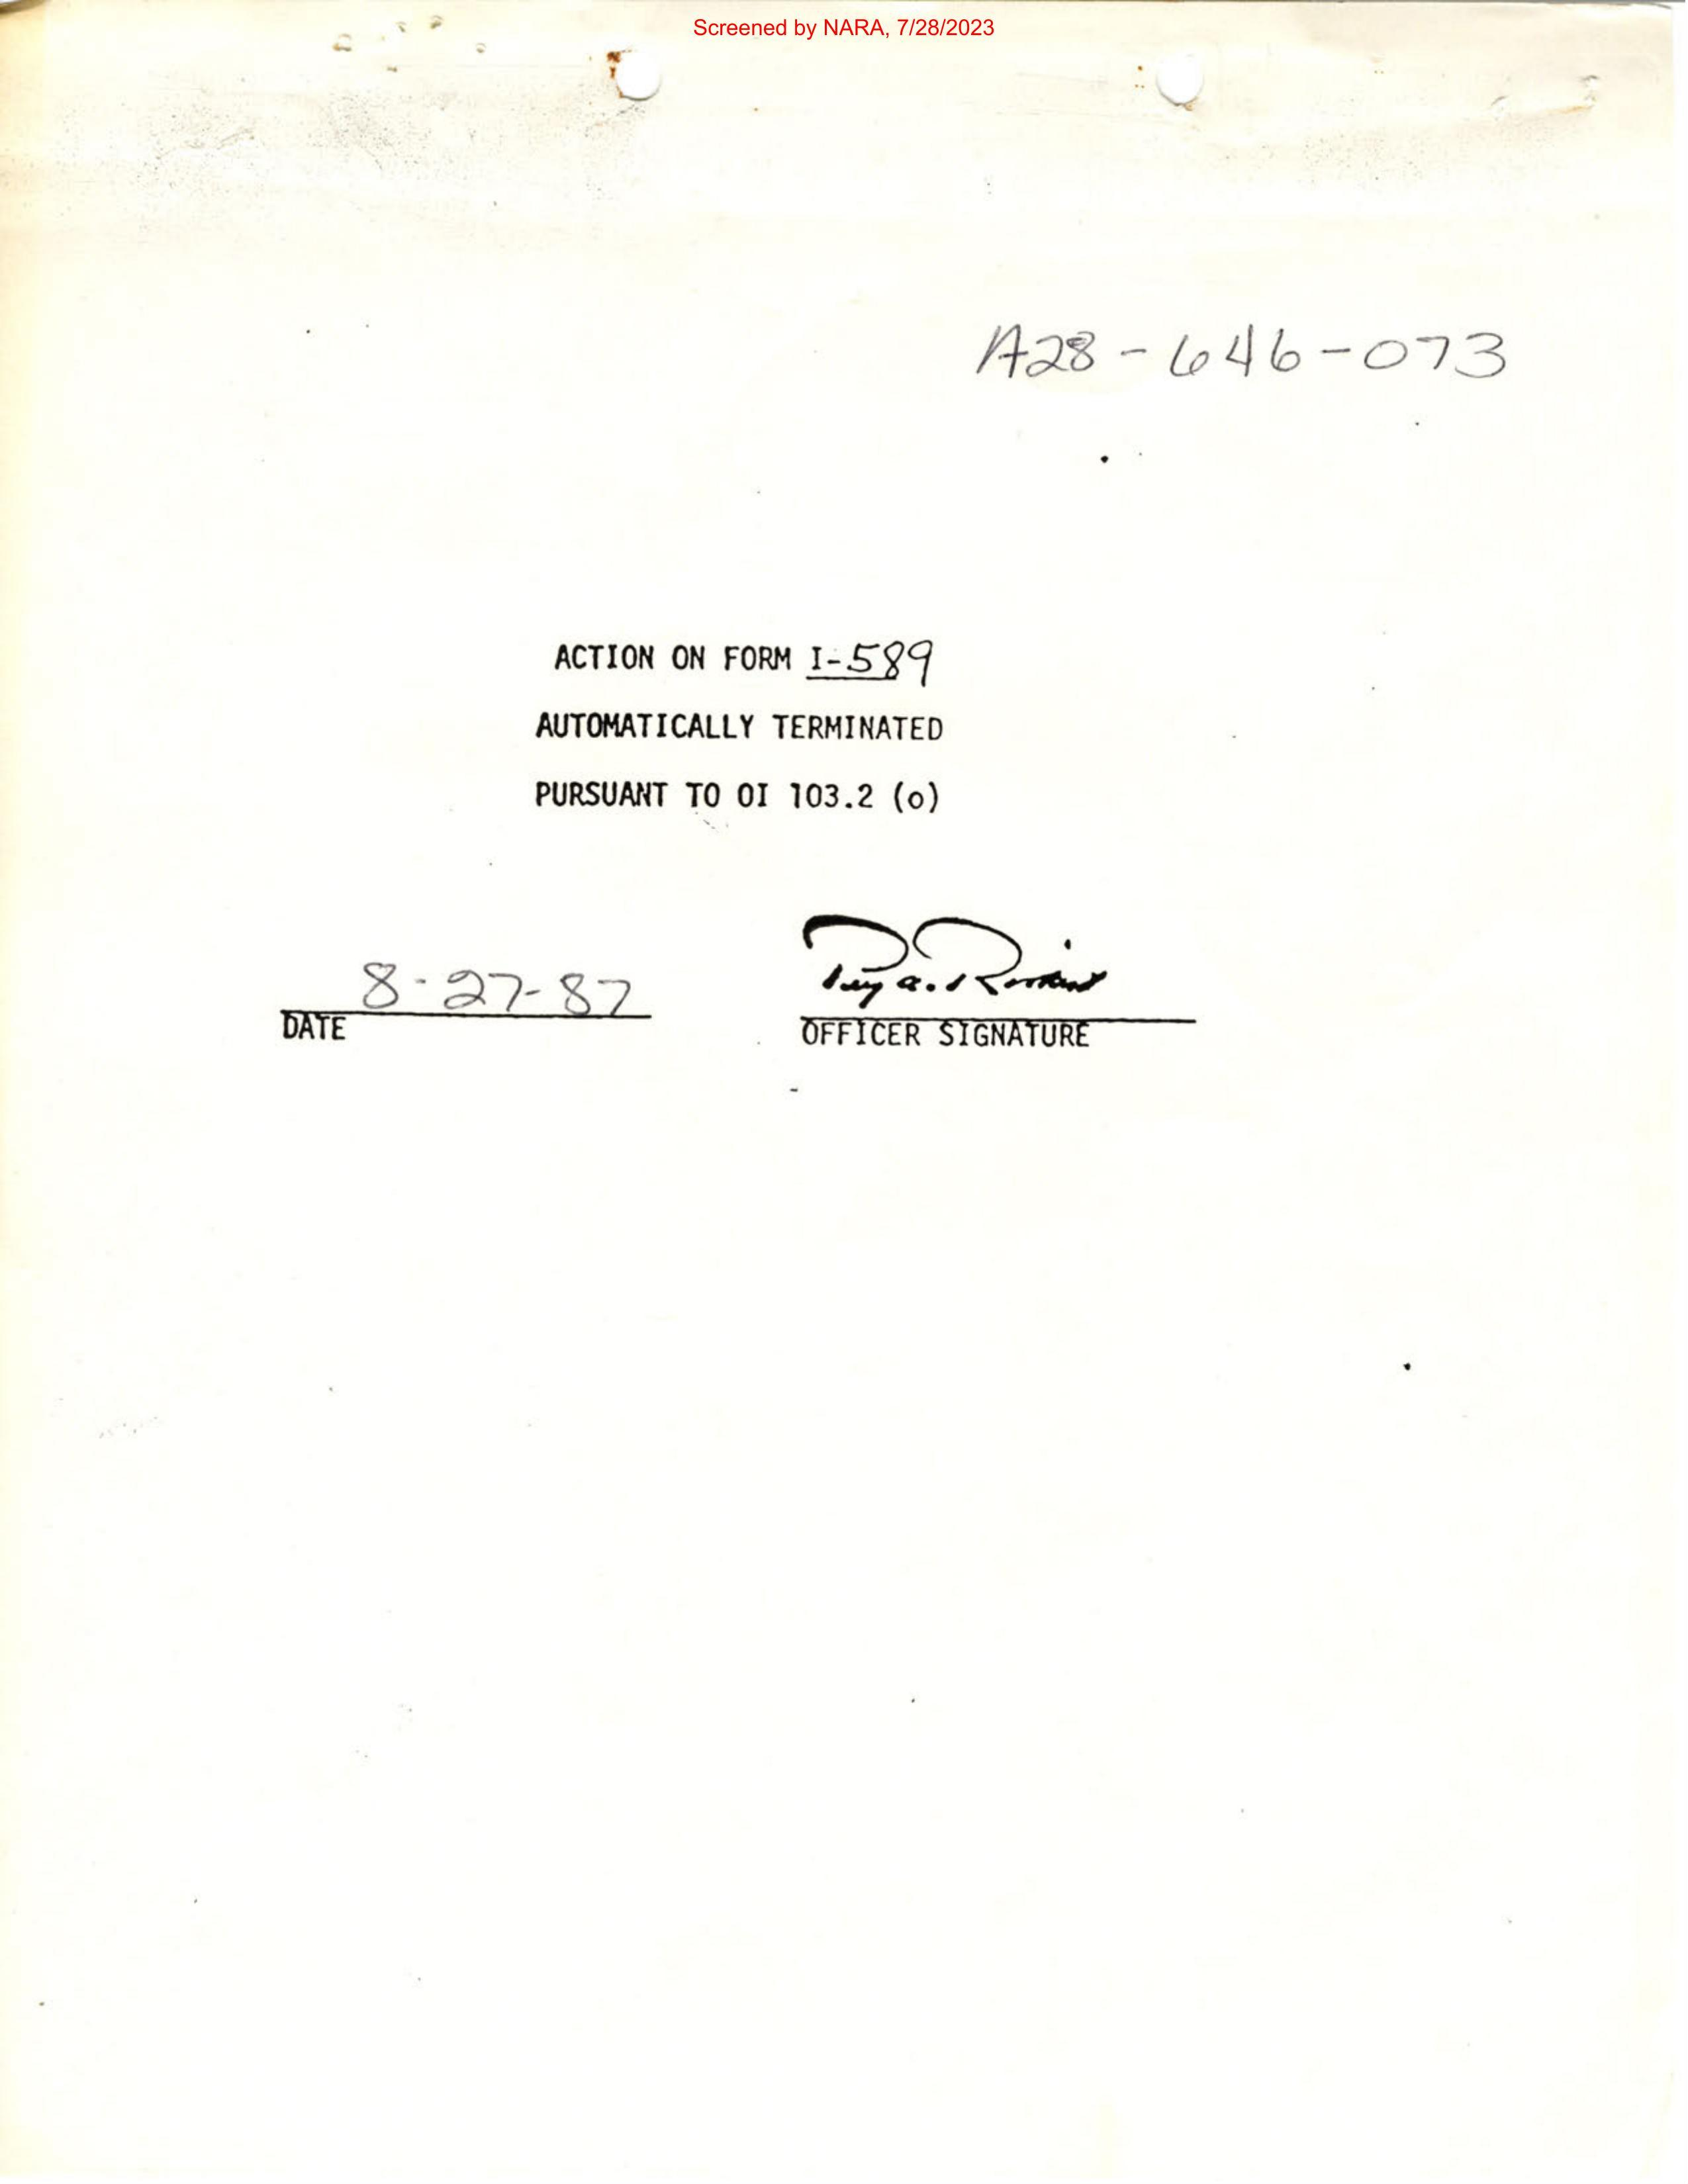 Screened by NARA, 7/28/2023
A28-646-073
ACTION ON FORM I-589
AUTOMATICALLY TERMINATED
PURSUANT TO OI 103.2 (o)
8-27-87
DATE
OFFICER SIGNATURE